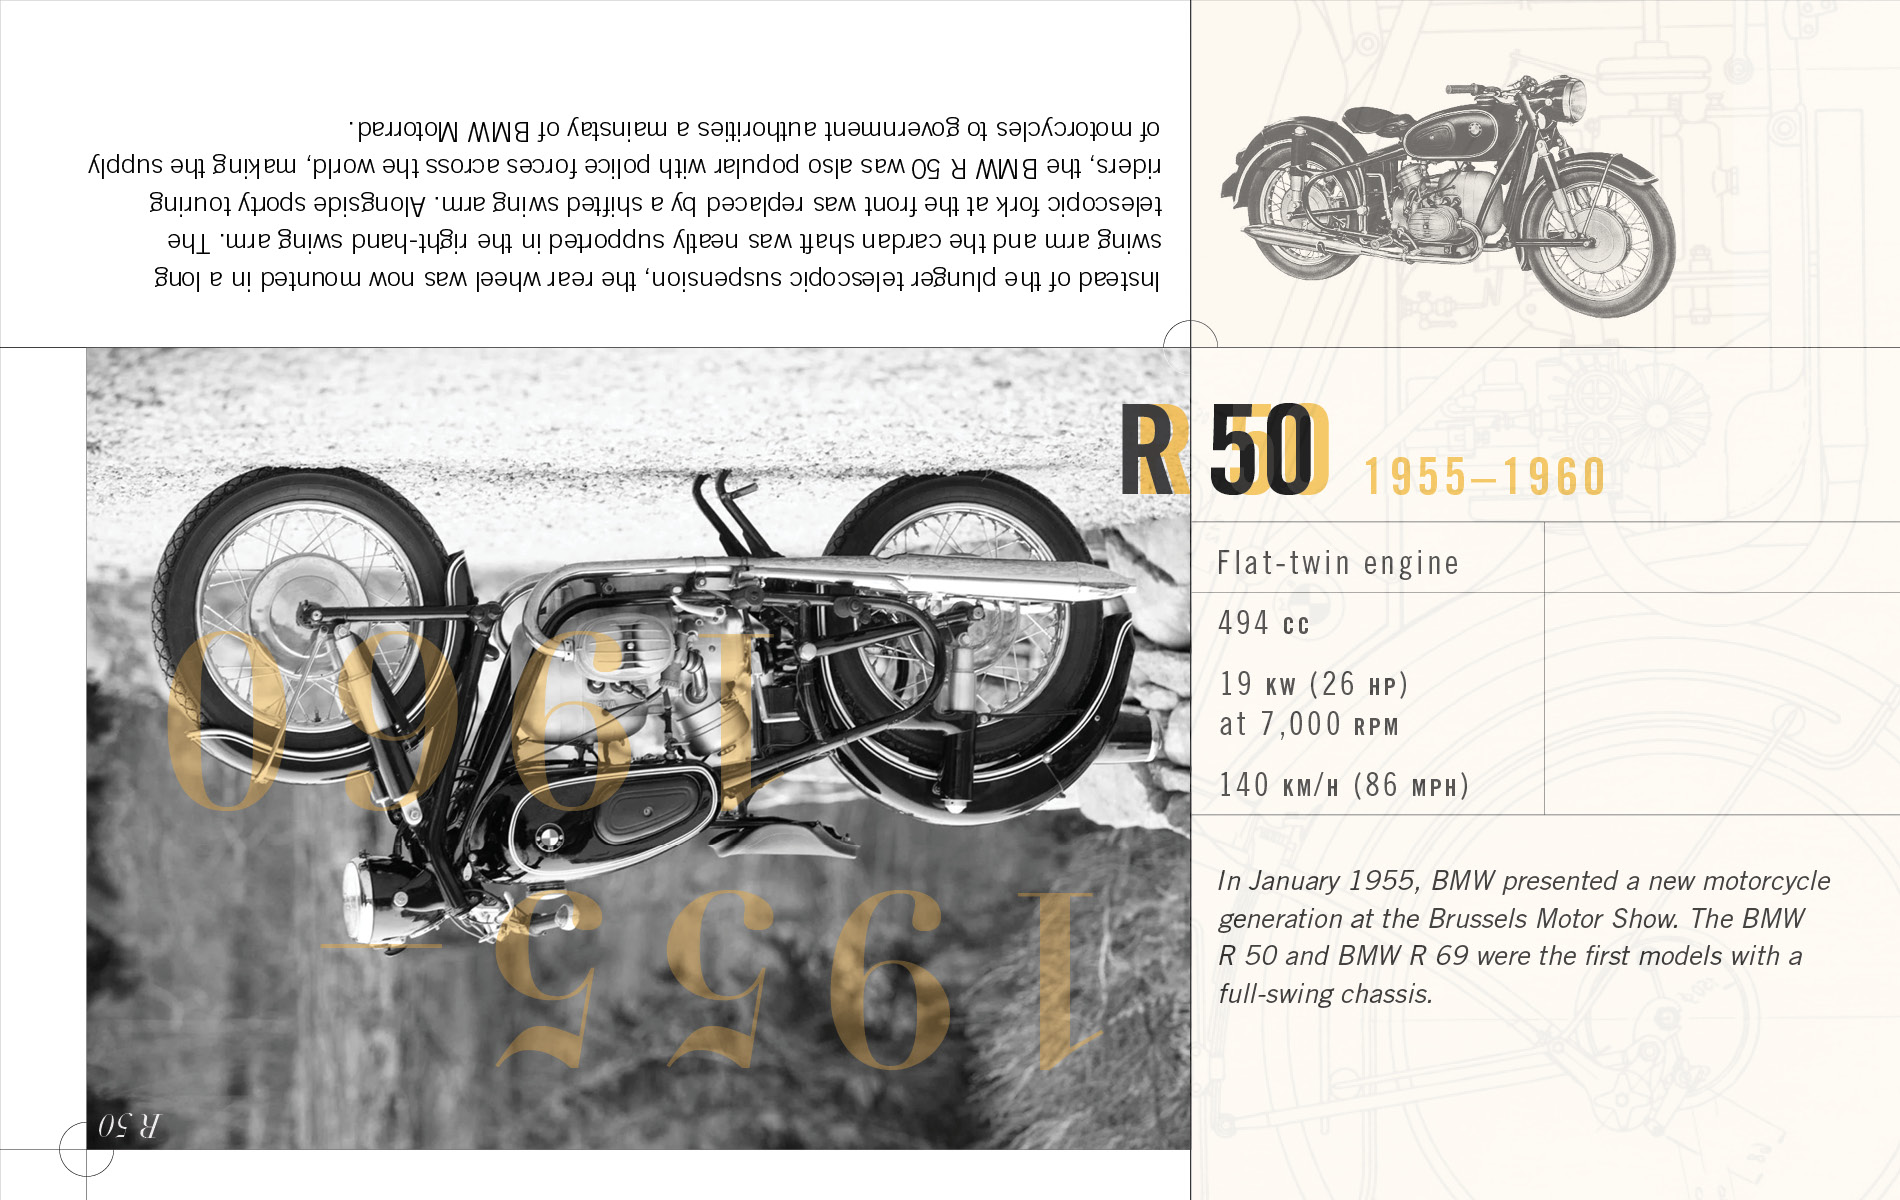 Instead of the plunger telescopic suspension, the rear wheel was now mounted in a long
swing arm and the cardan shaft was neatly supported in the right-hand swing arm. The
telescopic fork at the front was replaced by a shifted swing arm. Alongside sporty touring
riders, the BMW R 50 was also popular with police forces across the world, making the supply
of motorcycles to government authorities a mainstay of BMW Motorrad.
R 50
1955–
1960
R 50 1955–1960
Flat-twin engine
494 CC
19 KW (26 HP)
at 7,000 RPM
140 KM/H (86 MPH)
In January 1955, BMW presented a new motorcycle
generation at the Brussels Motor Show. The BMW
R 50 and BMW R 69 were the first models with a
full-swing chassis.